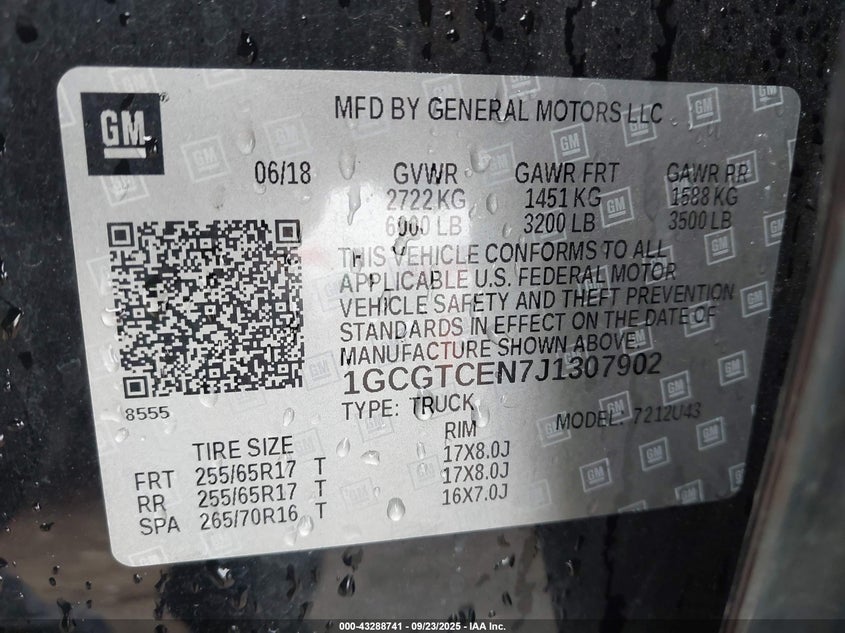 GM
MFD BY GENERAL MOTORS LLC
06/18 GVWR GAWR FRT GAWR RR
2722 KG 1451 KG 1588 KG
6000 LB 3200 LB 3500 LB
THIS VEHICLE CONFORMS TO ALL
APPLICABLE U.S. FEDERAL MOTOR
VEHICLE SAFETY AND THEFT PREVENTION
STANDARDS IN EFFECT ON THE DATE OF
MANUFACTURE SHOWN ABOVE.
1GCGTCEN7J1307902
8555
TYPE: TRUCK MODEL: 7212U43
TIRE SIZE RIM
FRT 255/65R17 T 17X8.0J
RR 255/65R17 T 17X8.0J
SPA 265/70R16 T 16X7.0J
000-43288741 - 09/23/2025 - IAA Inc.